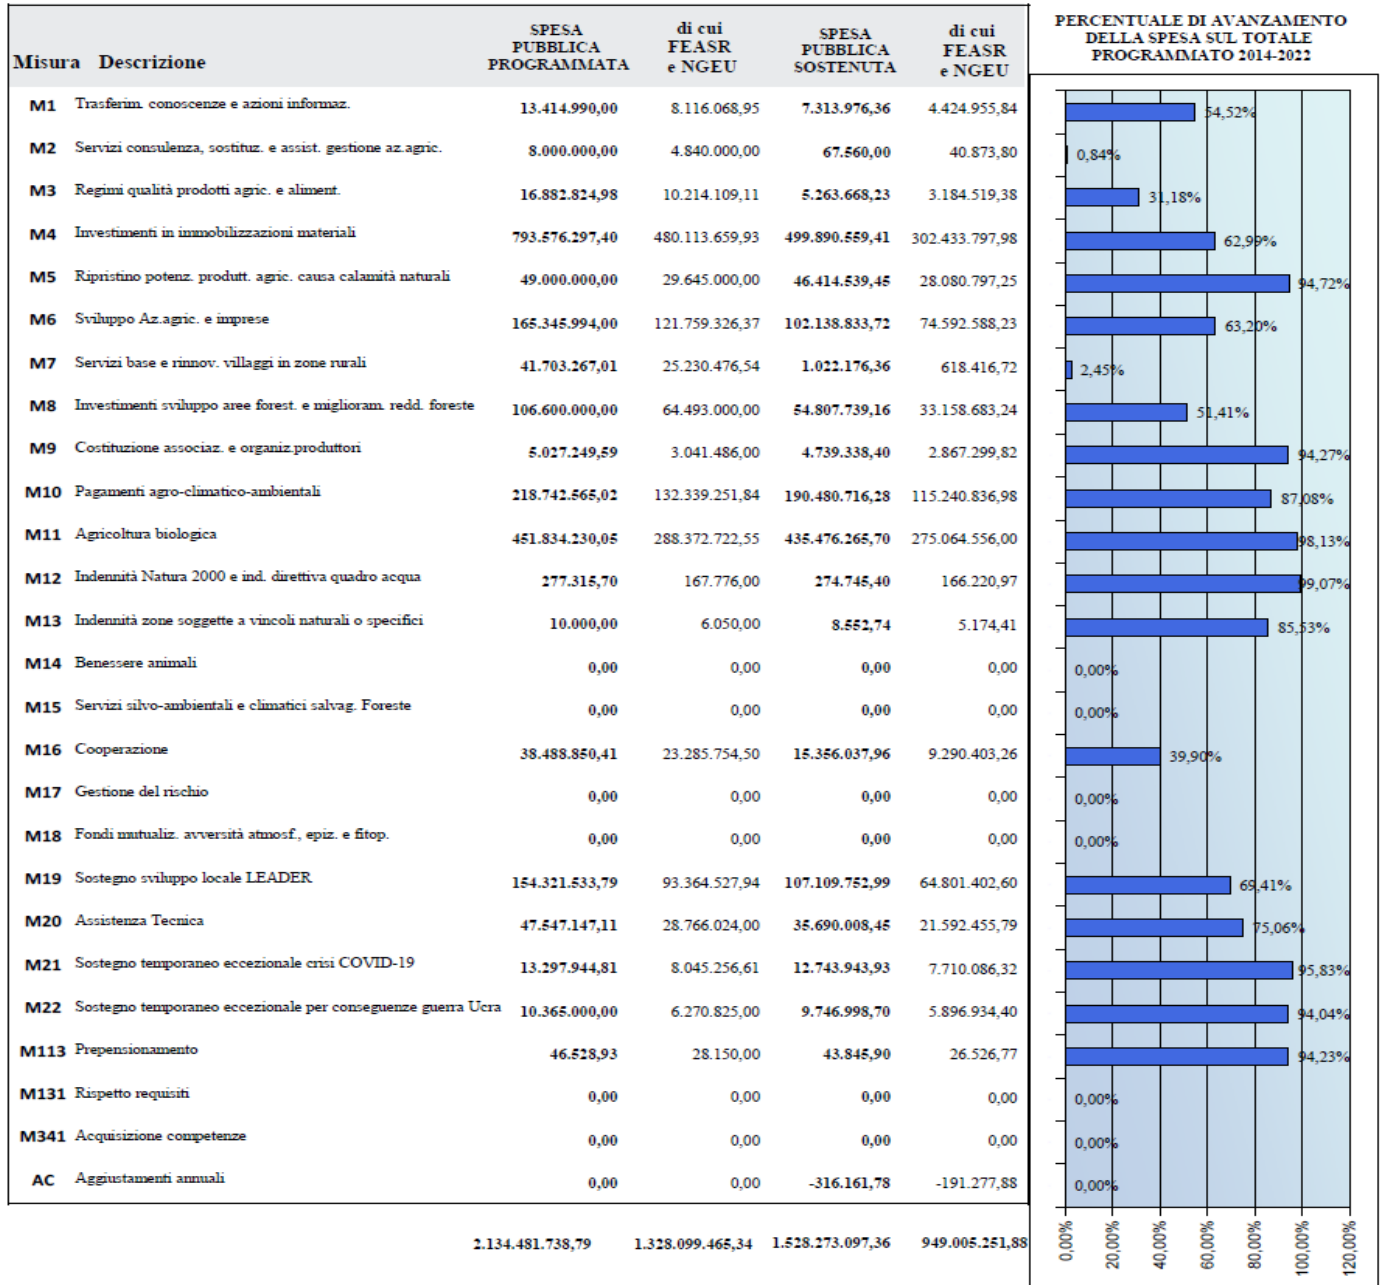 SPESA PUBBLICA PROGRAMMATA
di cui FEASR e NGEU
SPESA PUBBLICA SOSTENUTA
di cui FEASR e NGEU
PERCENTUALE DI AVANZAMENTO
DELLA SPESA SUL TOTALE
PROGRAMMATO 2014-2022
Misura Descrizione
M1 Trasferim. conoscenze e azioni informaz. 13.414.990,00 8.116.068,95 7.313.976,36 4.424.955,84 54,52%
M2 Servizi consulenza, sostituz. e assist. gestione az.agric. 8.000.000,00 4.840.000,00 67.560,00 40.873,80 0,84%
M3 Regimi qualità prodotti agric. e aliment. 16.882.824,98 10.214.109,11 5.263.668,23 3.184.519,38 31,18%
M4 Investimenti in immobilizzazioni materiali 793.576.297,40 480.113.659,93 499.890.559,41 302.433.797,98 62,99%
M5 Ripristino potenz. produtt. agric. causa calamità naturali 49.000.000,00 29.645.000,00 46.414.539,45 28.080.797,25 94,72%
M6 Sviluppo Az.agric. e imprese 165.345.994,00 121.759.326,37 102.138.833,72 74.592.588,23 63,20%
M7 Servizi base e rinnov. villaggi in zone rurali 41.703.267,01 25.230.476,54 1.022.176,36 618.416,72 2,45%
M8 Investimenti sviluppo aree forest. e miglioram. redd. foreste 106.600.000,00 64.493.000,00 54.807.739,16 33.158.683,24 51,41%
M9 Costituzione associaz. e organiz.produttori 5.027.249,59 3.041.486,00 4.739.338,40 2.867.299,82 94,27%
M10 Pagamenti agro-climatico-ambientali 218.742.565,02 132.339.251,84 190.480.716,28 115.240.836,98 87,08%
M11 Agricoltura biologica 451.834.230,05 288.372.722,55 435.476.265,70 275.064.556,00 98,13%
M12 Indennità Natura 2000 e ind. direttiva quadro acqua 277.315,70 167.776,00 274.745,40 166.220,97 99,07%
M13 Indennità zone soggette a vincoli naturali o specifici 10.000,00 6.050,00 8.552,74 5.174,41 85,53%
M14 Benessere animali 0,00 0,00 0,00 0,00 0,00%
M15 Servizi silvo-ambientali e climatici salvag. Foreste 0,00 0,00 0,00 0,00 0,00%
M16 Cooperazione 38.488.850,41 23.285.754,50 15.356.037,96 9.290.403,26 39,90%
M17 Gestione del rischio 0,00 0,00 0,00 0,00 0,00%
M18 Fondi mutualiz. avversità atmosf., epiz. e fitop. 0,00 0,00 0,00 0,00 0,00%
M19 Sostegno sviluppo locale LEADER 154.321.533,79 93.364.527,94 107.109.752,99 64.801.402,60 69,41%
M20 Assistenza Tecnica 47.547.147,11 28.766.024,00 35.690.008,45 21.592.455,79 75,06%
M21 Sostegno temporaneo eccezionale crisi COVID-19 13.297.944,81 8.045.256,61 12.743.943,93 7.710.086,32 95,83%
M22 Sostegno temporaneo eccezionale per conseguenze guerra Ucra 10.365.000,00 6.270.825,00 9.746.998,70 5.896.934,40 94,04%
M113 Prepensionamento 46.528,93 28.150,00 43.845,90 26.526,77 94,23%
M131 Rispetto requisiti 0,00 0,00 0,00 0,00 0,00%
M341 Acquisizione competenze 0,00 0,00 0,00 0,00 0,00%
AC Aggiustamenti annuali 0,00 0,00 -316.161,78 -191.277,88 0,00%
2.134.481.738,79 1.328.099.465,34 1.528.273.097,36 949.005.251,88
0,00% 20,00% 40,00% 60,00% 80,00% 100,00% 120,00%